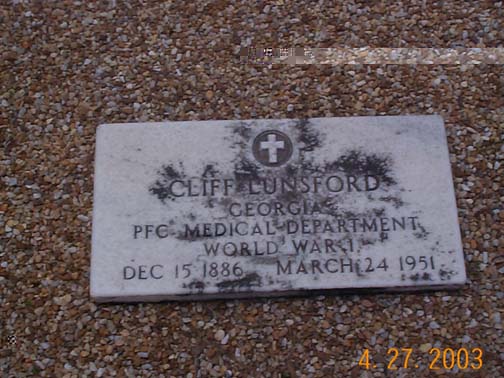 CLIFF LUNSFORD
GEORGIA
PFC MEDICAL DEPARTMENT
WORLD WAR I
DEC 15 1886 MARCH 24 1951
4.27.2003